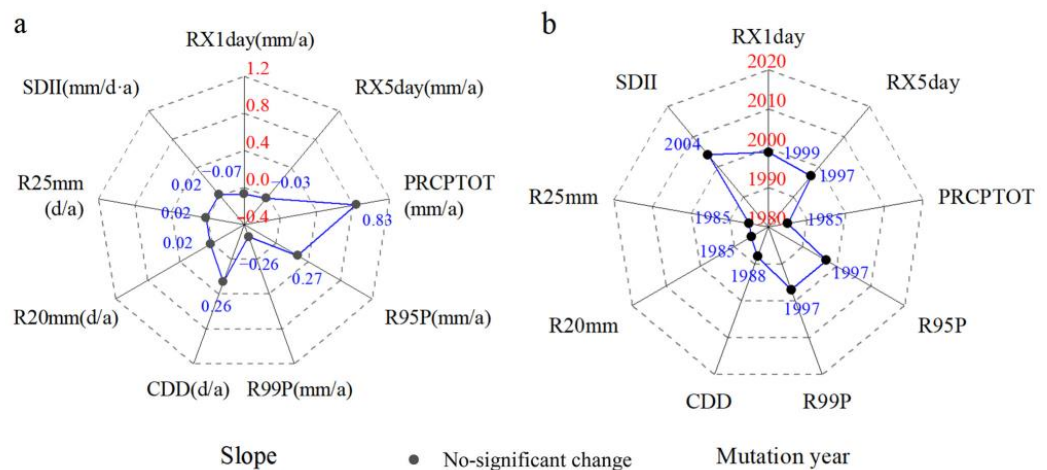 a
RX1day(mm/a)
1.2
SDII(mm/d·a)
RX5day(mm/a)
0.8
0.4
R25mm
(d/a)
0.02
−0.07
0.0
−0.03
PRCPTOT
(mm/a)
0.02
−0.4
0.83
0.02
−0.26
0.27
R20mm(d/a)
0.26
R95P(mm/a)
CDD(d/a)
R99P(mm/a)
Slope
b
RX1day
2020
SDII
RX5day
2010
2004
2000
1999
R25mm
1990
1997
PRCPTOT
1985
1980
1985
1985
1988
1997
R20mm
1997
R95P
CDD
R99P
No-significant change
Mutation year